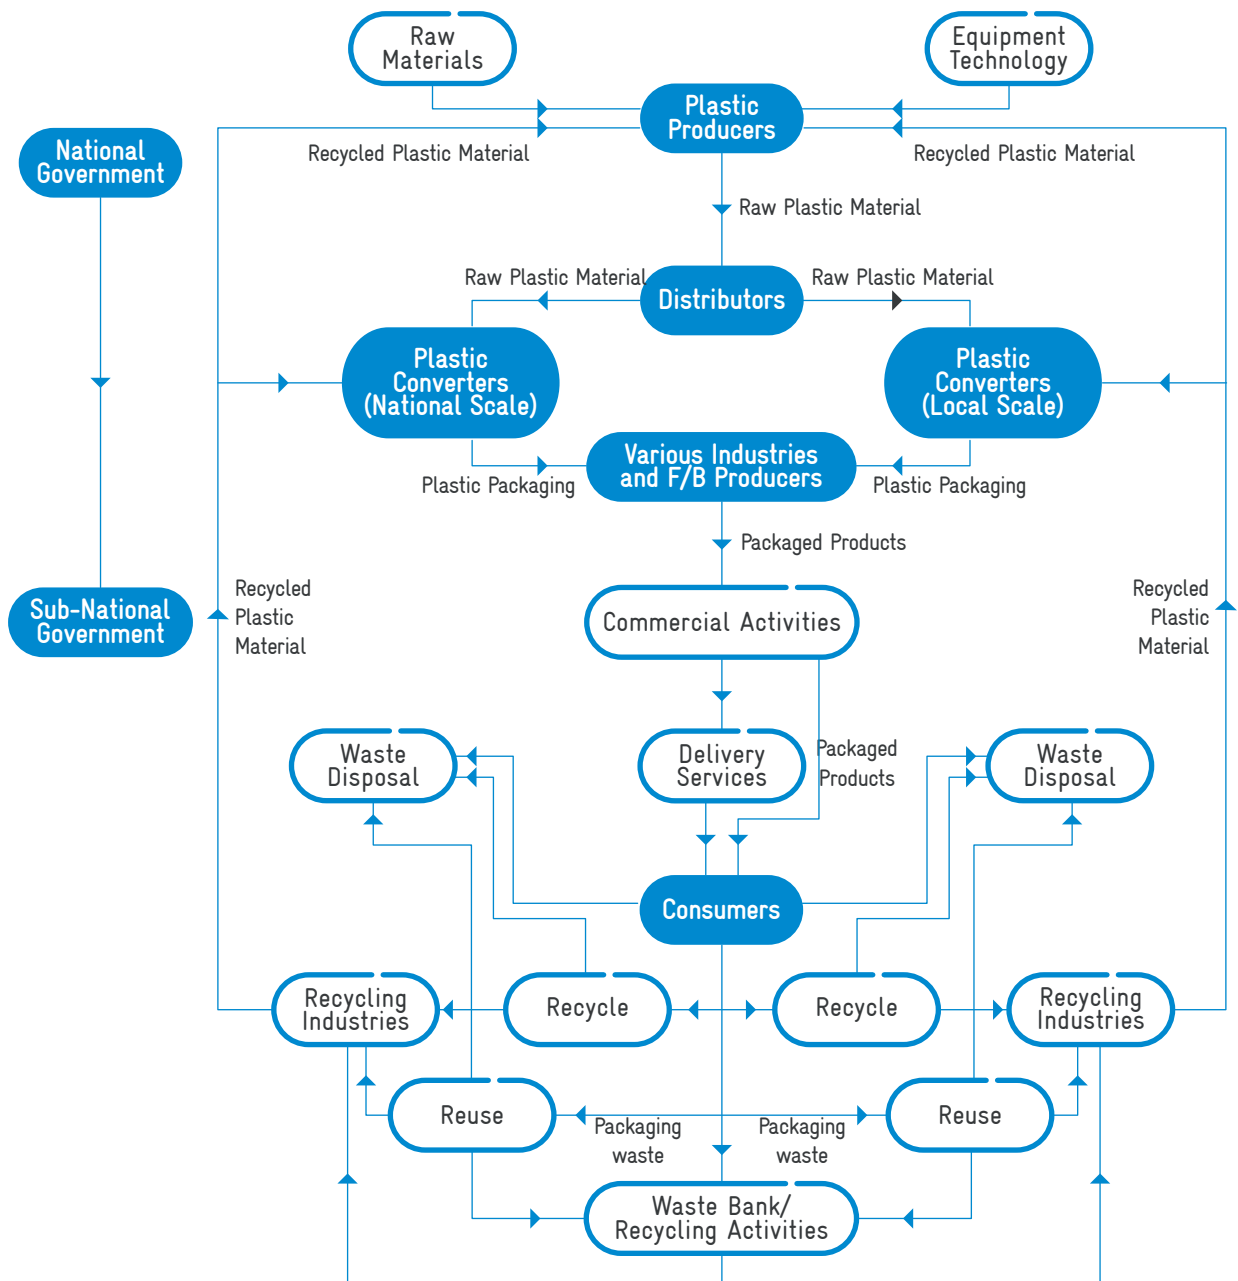 Raw
Materials
Equipment
Technology
Plastic
Producers
National
Government
Recycled Plastic Material
Recycled Plastic Material
Raw Plastic Material
Raw Plastic Material
Raw Plastic Material
Distributors
Plastic
Converters
(National Scale)
Plastic
Converters
(Local Scale)
Various Industries
and F/B Producers
Plastic Packaging
Plastic Packaging
Packaged Products
Sub-National
Government
Recycled
Plastic
Material
Commercial Activities
Recycled
Plastic
Material
Waste
Disposal
Delivery
Services
Packaged
Products
Waste
Disposal
Consumers
Recycling
Industries
Recycle
Recycle
Recycling
Industries
Reuse
Reuse
Packaging
waste
Packaging
waste
Waste Bank/
Recycling Activities